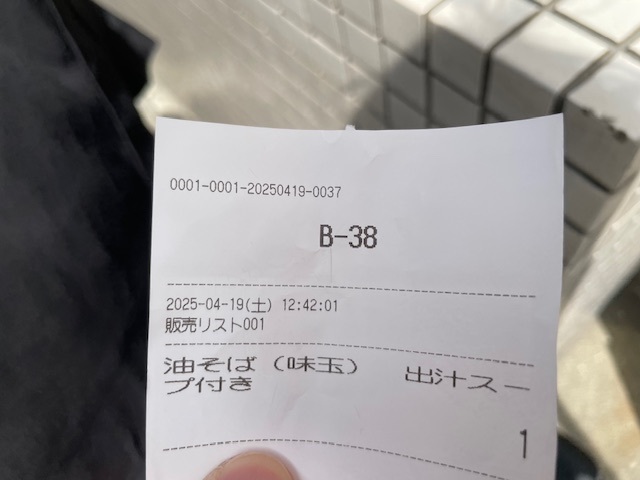 0001-0001-20250419-0037
B-38
2025-04-19(土) 12:42:01
販売リスト001
油そば（味玉）　出汁スー
プ付き
1